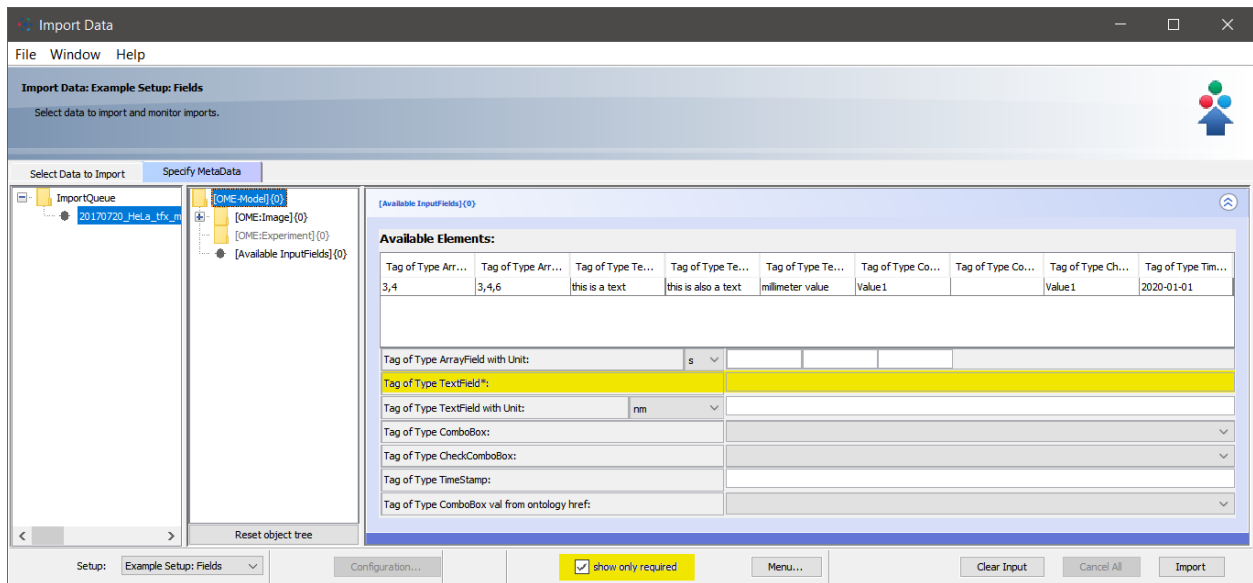 Import Data
File Window Help
Import Data: Example Setup: Fields
Select data to import and monitor imports.
Select Data to Import Specify MetaData
ImportQueue
20170720_HeLa_tfx_m
[OME-Model]{0}
[OME:Image]{0}
[OME:Experiment]{0}
[Available InputFields]{0}
Reset object tree
[Available InputFields]{0}
Available Elements:
Tag of Type Arr... Tag of Type Arr... Tag of Type Te... Tag of Type Te... Tag of Type Te... Tag of Type Co... Tag of Type Co... Tag of Type Ch... Tag of Type Tim...
3,4 3,4,6 this is a text this is also a text millimeter value Value1 Value1 2020-01-01
Tag of Type ArrayField with Unit: s
Tag of Type TextField*:
Tag of Type TextField with Unit: nm
Tag of Type ComboBox:
Tag of Type CheckComboBox:
Tag of Type TimeStamp:
Tag of Type ComboBox val from ontology href:
Setup: Example Setup: Fields Configuration... show only required Menu... Clear Input Cancel All Import